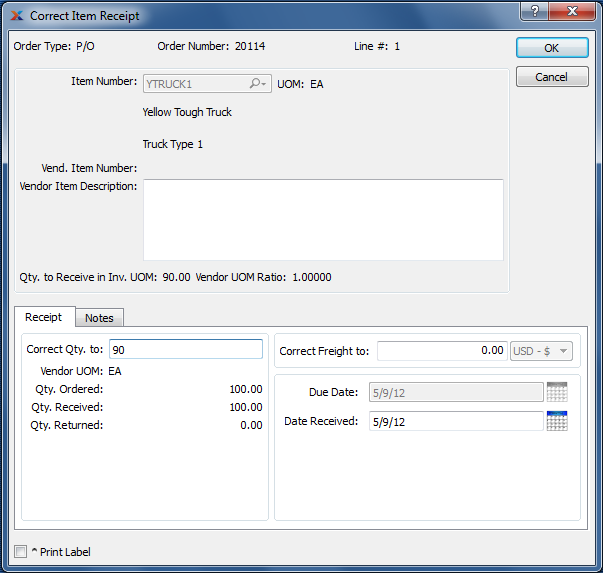 Correct Item Receipt
Order Type: P/O Order Number: 20114 Line #: 1
OK
Cancel
Item Number: YTRUCK1 UOM: EA
Yellow Tough Truck
Truck Type 1
Vend. Item Number:
Vendor Item Description:
Qty. to Receive in Inv. UOM: 90.00 Vendor UOM Ratio: 1.00000
Receipt Notes
Correct Qty. to: 90
Vendor UOM: EA
Qty. Ordered: 100.00
Qty. Received: 100.00
Qty. Returned: 0.00
Correct Freight to: 0.00 USD - $
Due Date: 5/9/12
Date Received: 5/9/12
* Print Label